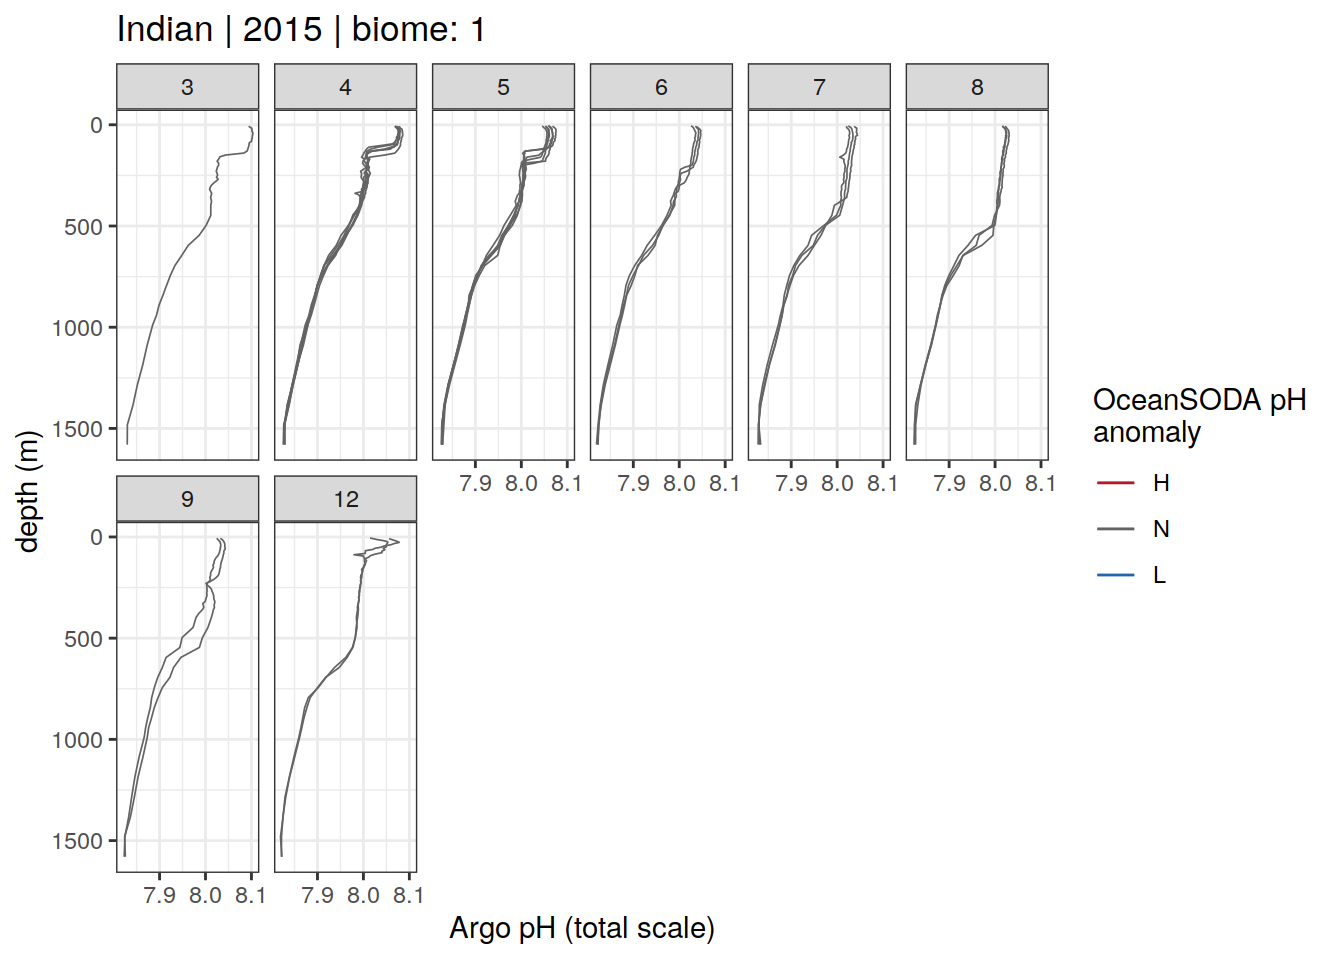 Indian | 2015 | biome: 1
3 4 5 6 7 8
0
500
1000
1500
7.9 8.0 8.1 7.9 8.0 8.1 7.9 8.0 8.1 7.9 8.0 8.1
9 12
0
500
1000
1500
7.9 8.0 8.1 7.9 8.0 8.1
depth (m)
Argo pH (total scale)
OceanSODA pH
anomaly
H
N
L